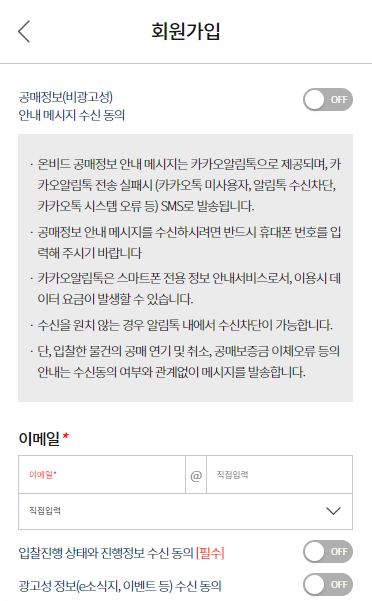 회원가입
공매정보(비광고성)
안내 메시지 수신 동의
OFF
· 온비드 공매정보 안내 메시지는 카카오알림톡으로 제공되며, 카
카오알림톡 전송 실패시 (카카오톡 미사용자, 알림톡 수신차단,
카카오톡 시스템 오류 등) SMS로 발송됩니다.
· 공매정보 안내 메시지를 수신하시려면 반드시 휴대폰 번호를 입
력해 주시기 바랍니다
· 카카오알림톡은 스마트폰 전용 정보 안내서비스로서, 이용시 데
이터 요금이 발생할 수 있습니다.
· 수신을 원치 않는 경우 알림톡 내에서 수신차단이 가능합니다.
· 단, 입찰한 물건의 공매 연기 및 취소, 공매보증금 이체오류 등의
안내는 수신동의 여부와 관계없이 메시지를 발송합니다.
이메일 *
이메일* @ 직접입력
직접입력
입찰진행 상태와 진행정보 수신 동의 [필수] OFF
광고성 정보(e소식지, 이벤트 등) 수신 동의 OFF